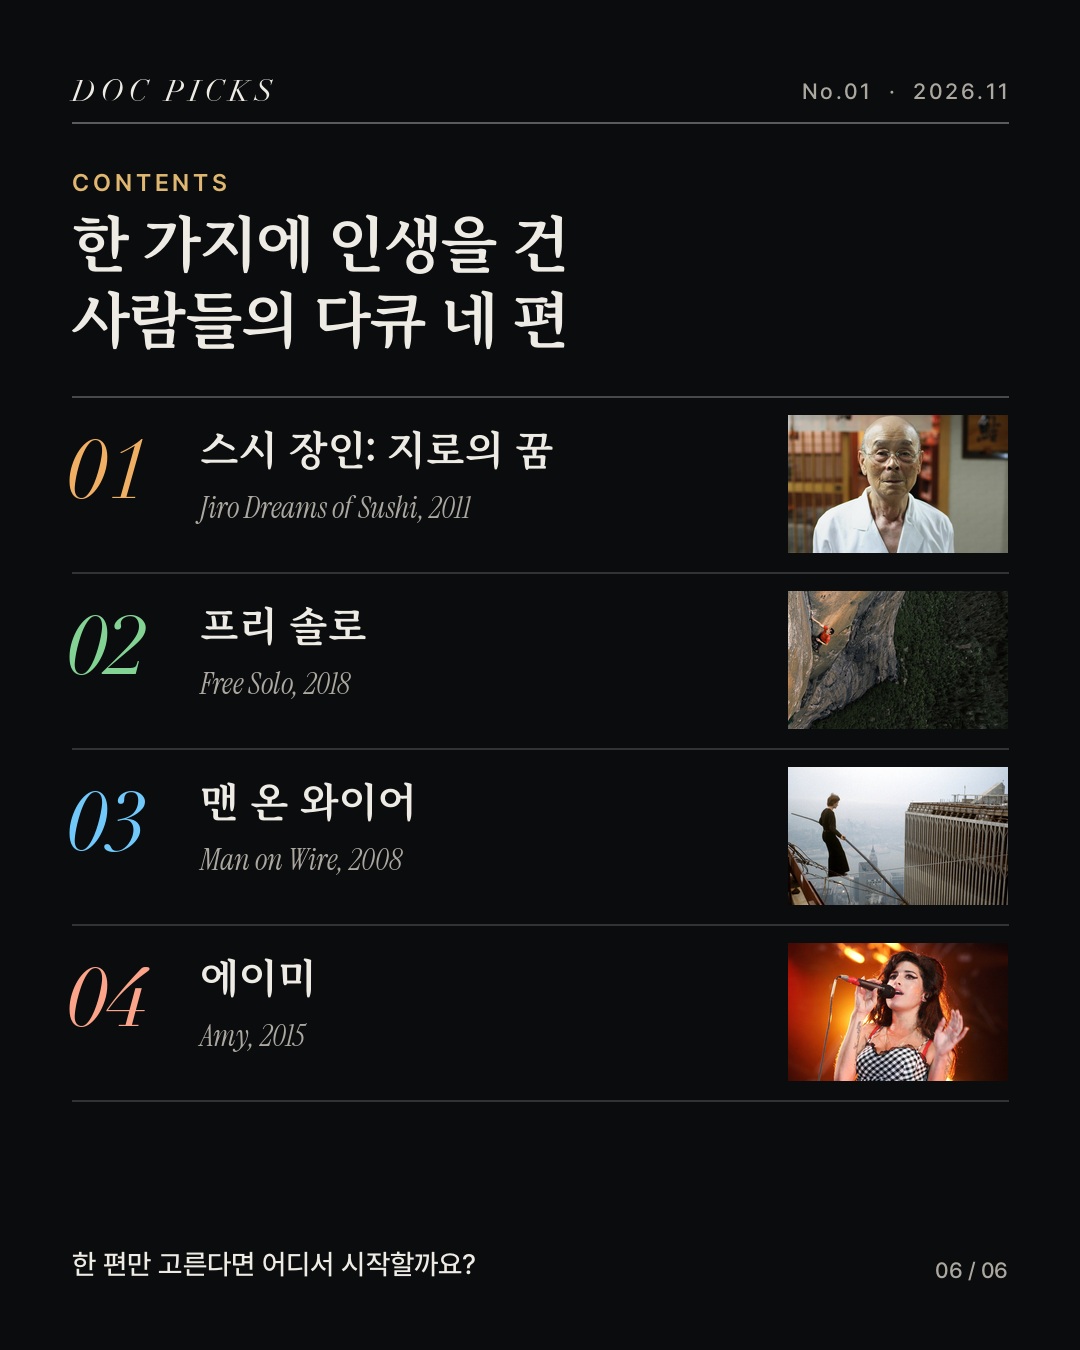 DOC PICKS
No.01 · 2026.11
CONTENTS
한 가지에 인생을 건
사람들의 다큐 네 편
01
스시 장인: 지로의 꿈
Jiro Dreams of Sushi, 2011
02
프리 솔로
Free Solo, 2018
03
맨 온 와이어
Man on Wire, 2008
04
에이미
Amy, 2015
한 편만 고른다면 어디서 시작할까요?
06 / 06